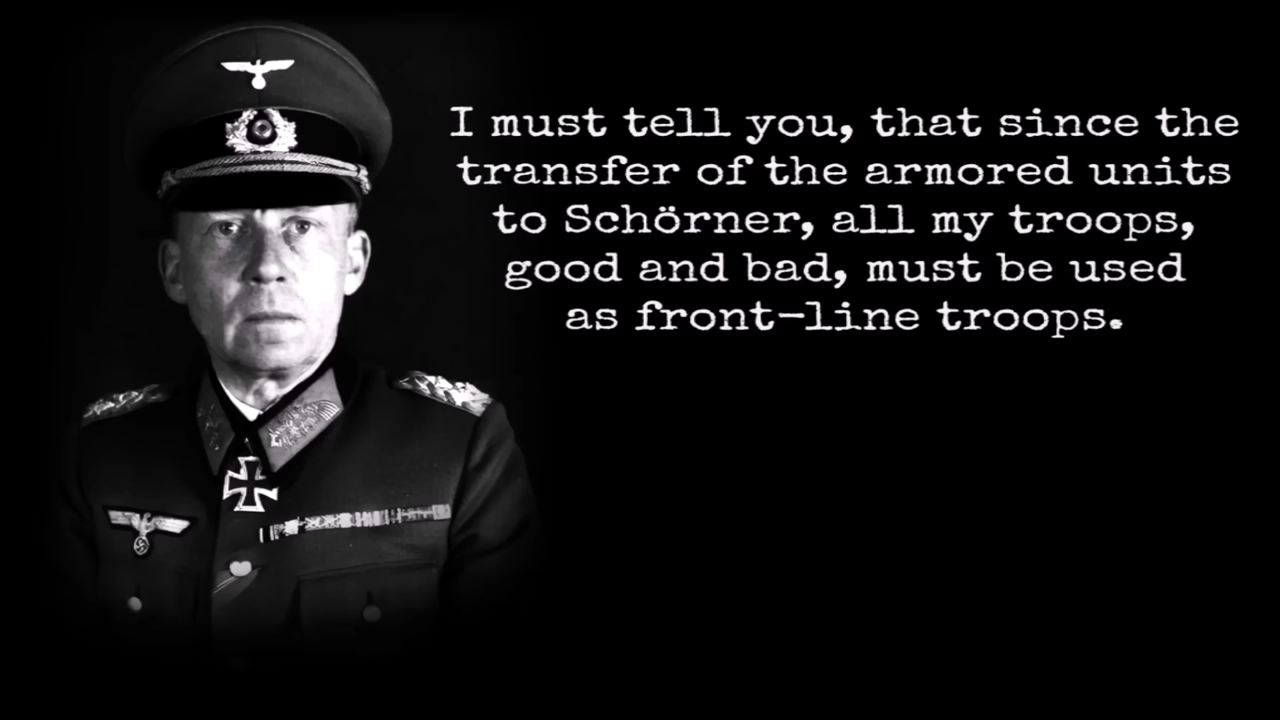 I must tell you, that since the
transfer of the armored units
to Schörner, all my troops,
good and bad, must be used
as front-line troops.